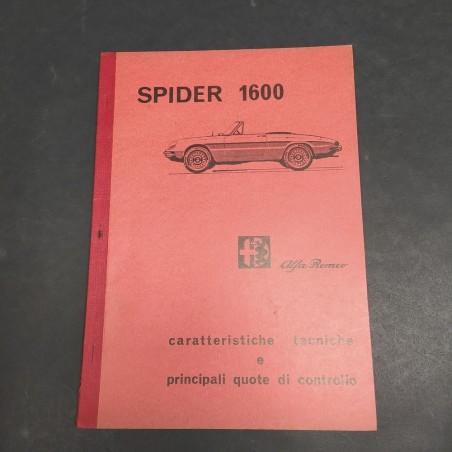 SPIDER 1600
Alfa Romeo
caratteristiche tecniche
e
principali quote di controllo